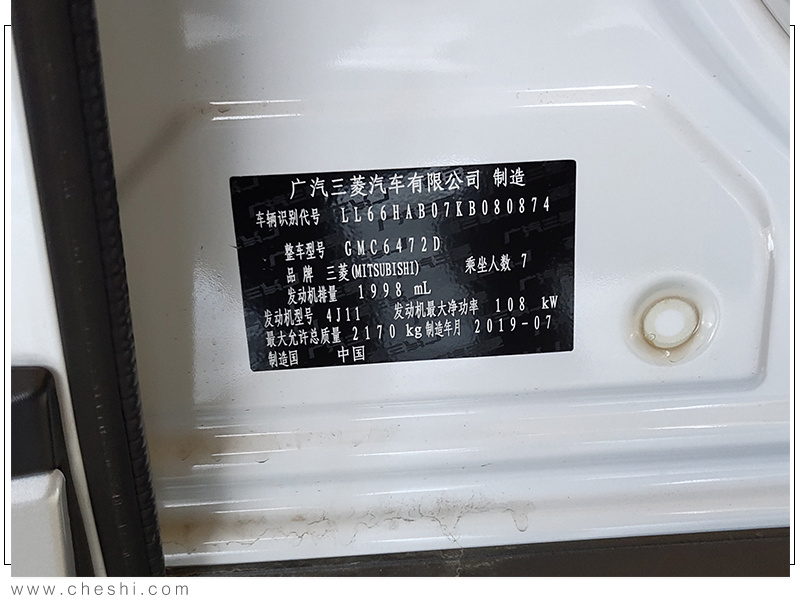 广汽三菱汽车有限公司 制造
车辆识别代号 LL66HAB07KB080874
整车型号 GMC6472D
品牌 三菱(MITSUBISHI) 乘坐人数 7
发动机排量 1998 mL
发动机型号 4J11 发动机最大净功率 108 kW
最大允许总质量 2170 kg 制造年月 2019-07
制造国 中国
www.cheshi.com